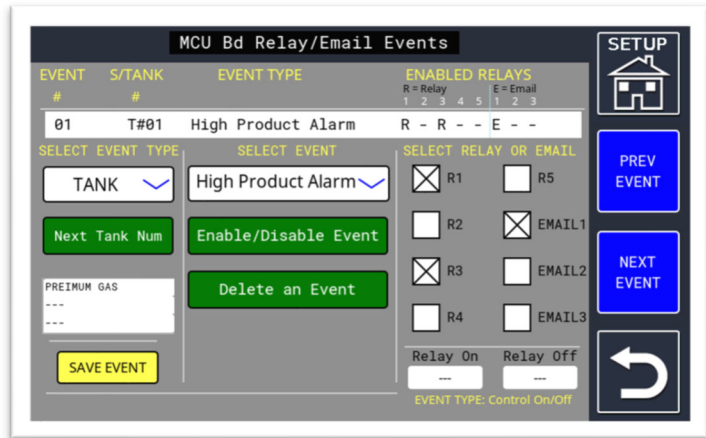 MCU Bd Relay/Email Events
SETUP
EVENT S/TANK EVENT TYPE ENABLED RELAYS
# # R = Relay E = Email
1 2 3 4 5 1 2 3
01 T#01 High Product Alarm R - R - - E - -
SELECT EVENT TYPE SELECT EVENT SELECT RELAY OR EMAIL
TANK High Product Alarm R1 R5
Next Tank Num Enable/Disable Event R2 EMAIL1
PREIMUM GAS Delete an Event R3 EMAIL2
---
---
R4 EMAIL3
SAVE EVENT
Relay On Relay Off
--- ---
EVENT TYPE: Control On/Off
PREV
EVENT
NEXT
EVENT